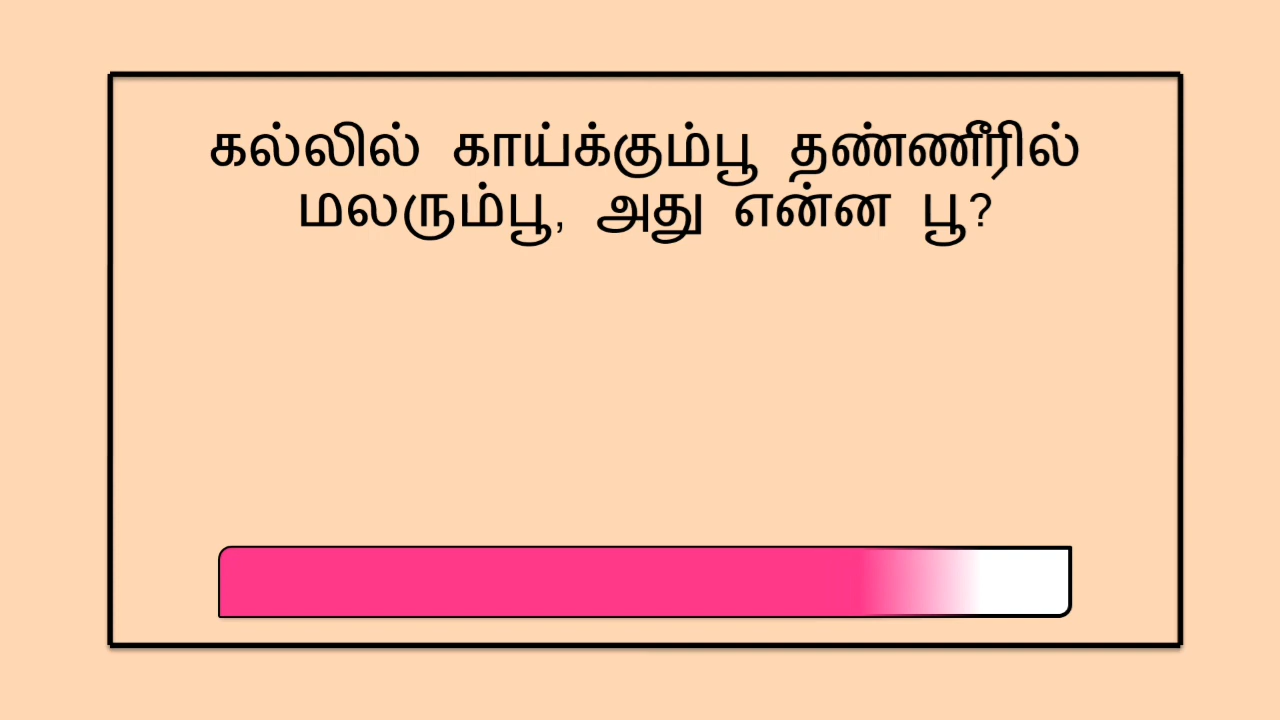 கல்லில் காய்க்கும்பூ தண்ணீரில்
மலரும்பூ, அது என்ன பூ?